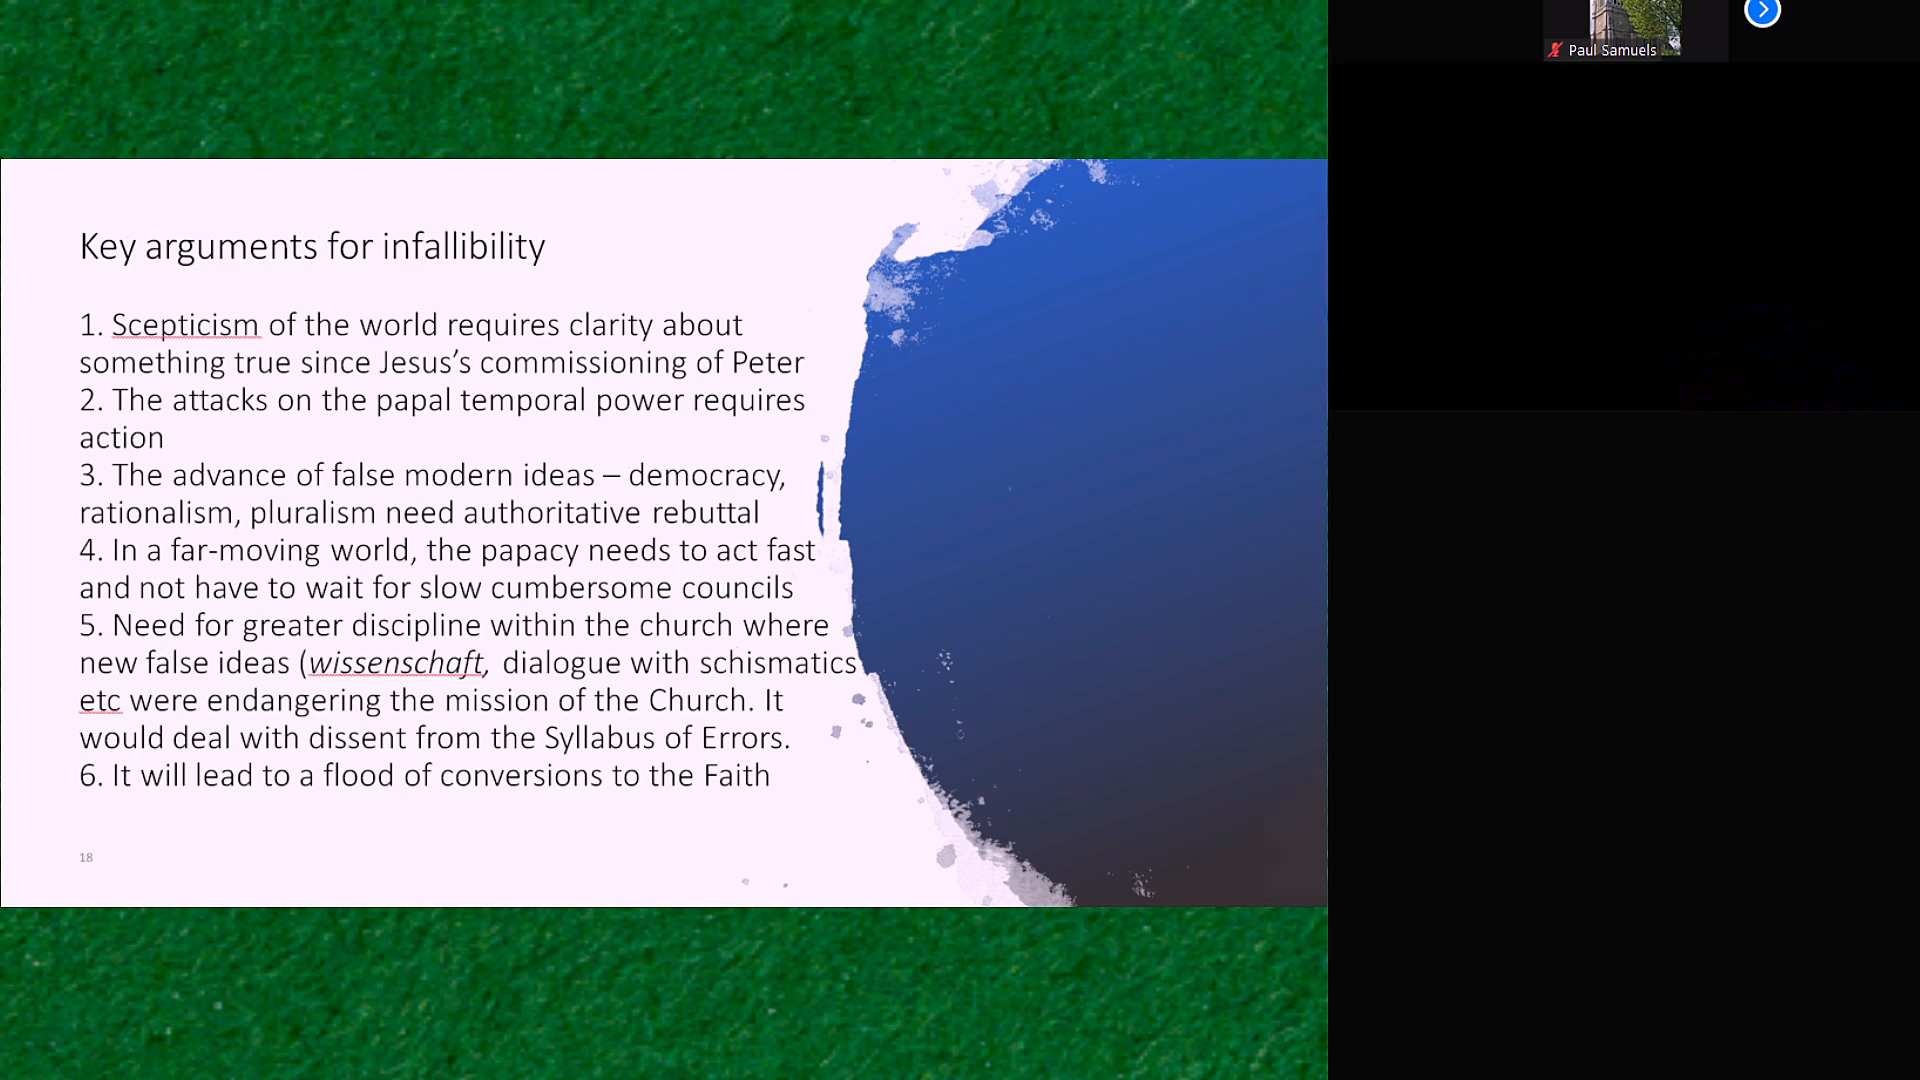 Paul Samuels
Key arguments for infallibility
1. Scepticism of the world requires clarity about
something true since Jesus’s commissioning of Peter
2. The attacks on the papal temporal power requires
action
3. The advance of false modern ideas – democracy,
rationalism, pluralism need authoritative rebuttal
4. In a far-moving world, the papacy needs to act fast
and not have to wait for slow cumbersome councils
5. Need for greater discipline within the church where
new false ideas (wissenschaft, dialogue with schismatics
etc were endangering the mission of the Church. It
would deal with dissent from the Syllabus of Errors.
6. It will lead to a flood of conversions to the Faith
18